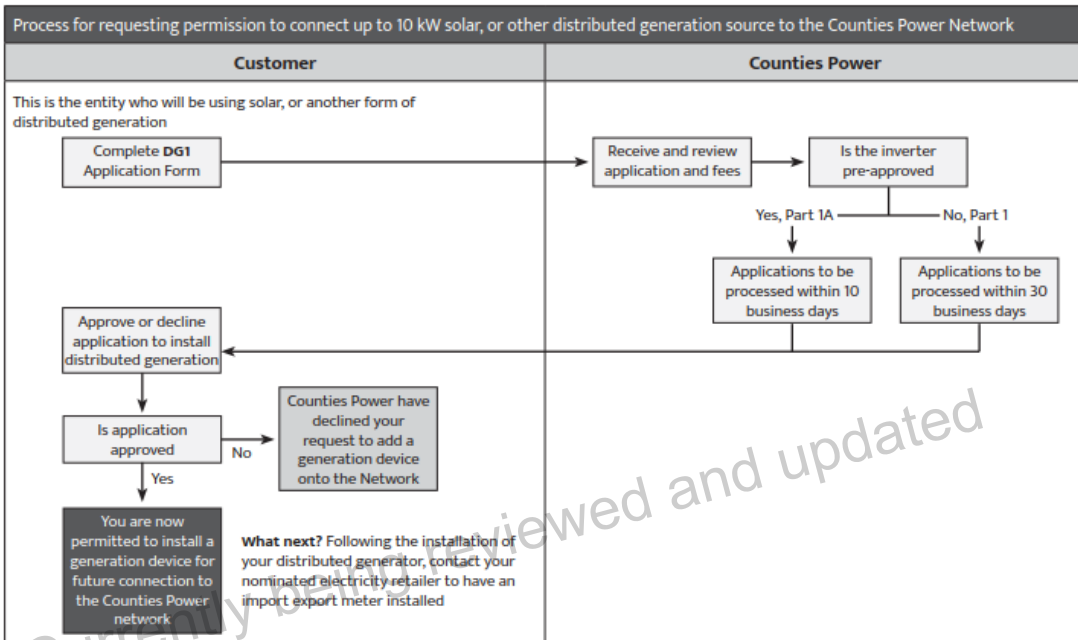 Process for requesting permission to connect up to 10 kW solar, or other distributed generation source to the Counties Power Network
Customer
Counties Power
This is the entity who will be using solar, or another form of
distributed generation
Complete DG1
Application Form
Receive and review
application and fees
Is the inverter
pre-approved
Yes, Part 1A
No, Part 1
Applications to be
processed within 10
business days
Applications to be
processed within 30
business days
Approve or decline
application to install
distributed generation
Is application
approved
No
Counties Power have
declined your
request to add a
generation device
onto the Network
Yes
You are now
permitted to install a
generation device for
future connection to
the Counties Power
network
What next? Following the installation of
your distributed generator, contact your
nominated electricity retailer to have an
import export meter installed
Currently being reviewed and updated